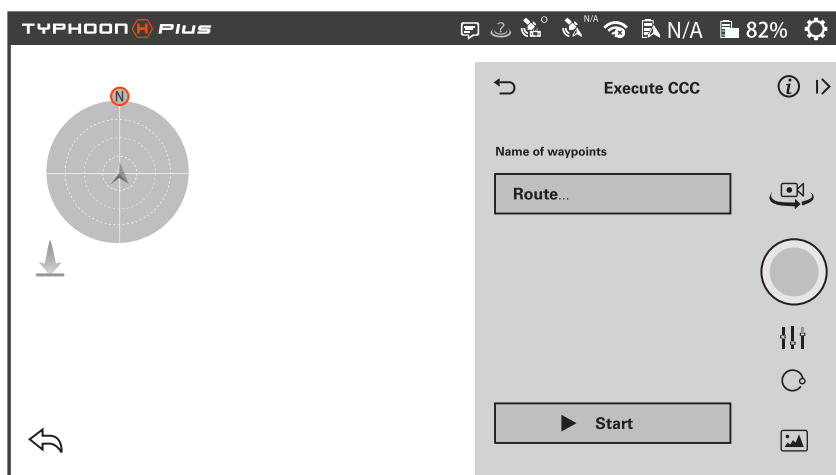 TYPHOON H PLUS
? N/A N/A 82%
N
Execute CCC
i
Name of waypoints
Route...
Start